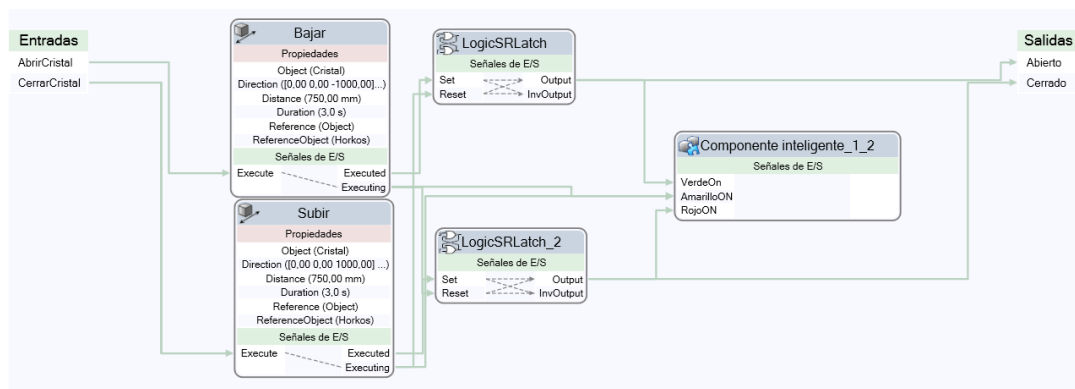 Entradas
AbrirCristal
CerrarCristal
Bajar
Propiedades
Object (Cristal)
Direction ([0,00 0,00 -1000,00]...)
Distance (750,00 mm)
Duration (3,0 s)
Reference (Object)
ReferenceObject (Horkos)
Señales de E/S
Execute
Executed
Executing
Subir
Propiedades
Object (Cristal)
Direction ([0,00 0,00 1000,00] ...)
Distance (750,00 mm)
Duration (3,0 s)
Reference (Object)
ReferenceObject (Horkos)
Señales de E/S
Execute
Executed
Executing
LogicSRLatch
Señales de E/S
Set
Output
Reset
InvOutput
LogicSRLatch_2
Señales de E/S
Set
Output
Reset
InvOutput
Componente inteligente_1_2
Señales de E/S
VerdeOn
AmarilloON
RojoON
Salidas
Abierto
Cerrado